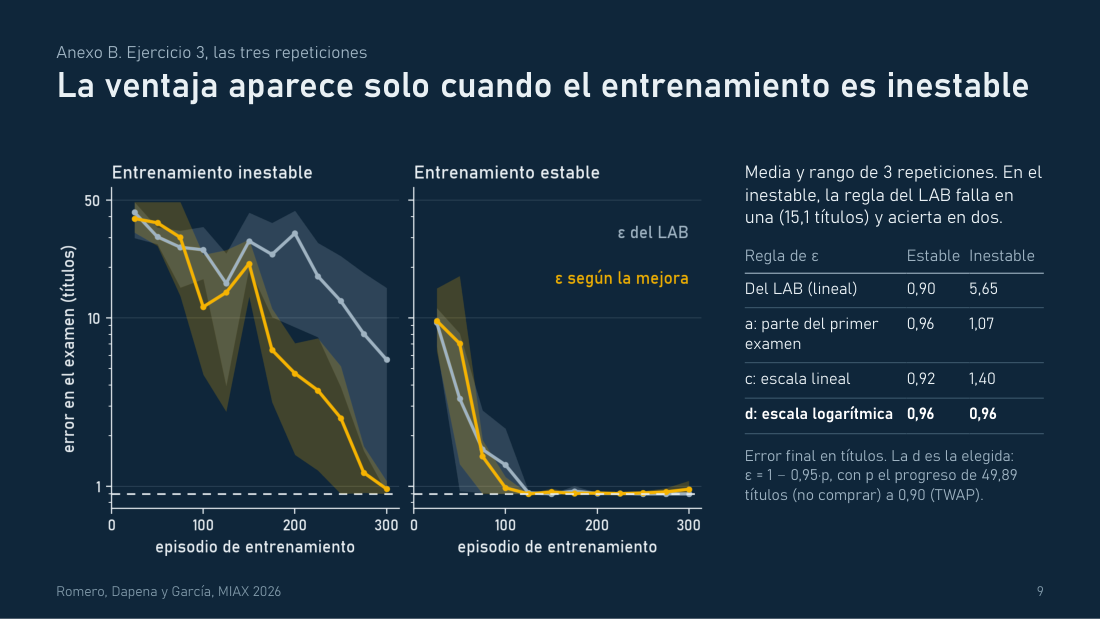 Anexo B. Ejercicio 3, las tres repeticiones
La ventaja aparece solo cuando el entrenamiento es inestable
Entrenamiento inestable
50
10
1
0 100 200 300
error en el examen (títulos)
episodio de entrenamiento
Entrenamiento estable
ε del LAB
ε según la mejora
0 100 200 300
episodio de entrenamiento
Media y rango de 3 repeticiones. En el
inestable, la regla del LAB falla en
una (15,1 títulos) y acierta en dos.
Regla de ε Estable Inestable
Del LAB (lineal) 0,90 5,65
a: parte del primer 0,96 1,07
examen
c: escala lineal 0,92 1,40
d: escala logarítmica 0,96 0,96
Error final en títulos. La d es la elegida:
ε = 1 − 0,95·p, con p el progreso de 49,89
títulos (no comprar) a 0,90 (TWAP).
Romero, Dapena y García, MIAX 2026
9